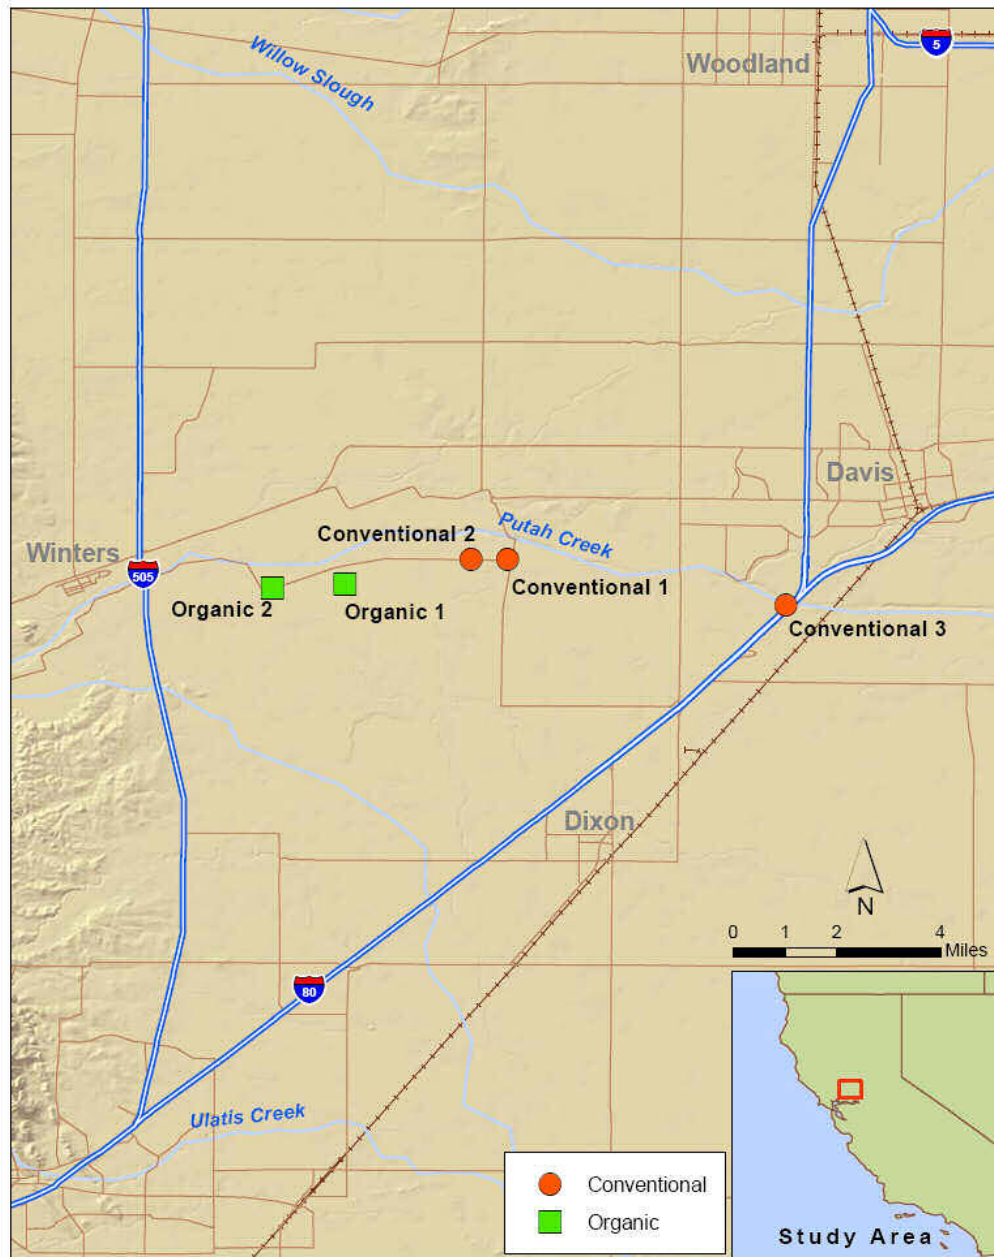 Willow Slough
Woodland
5
Davis
Putah Creek
Conventional 2
Winters
505
Conventional 1
Organic 2
Organic 1
Conventional 3
Dixon
N
0 1 2 4
Miles
80
Ulatis Creek
Conventional
Organic
Study Area